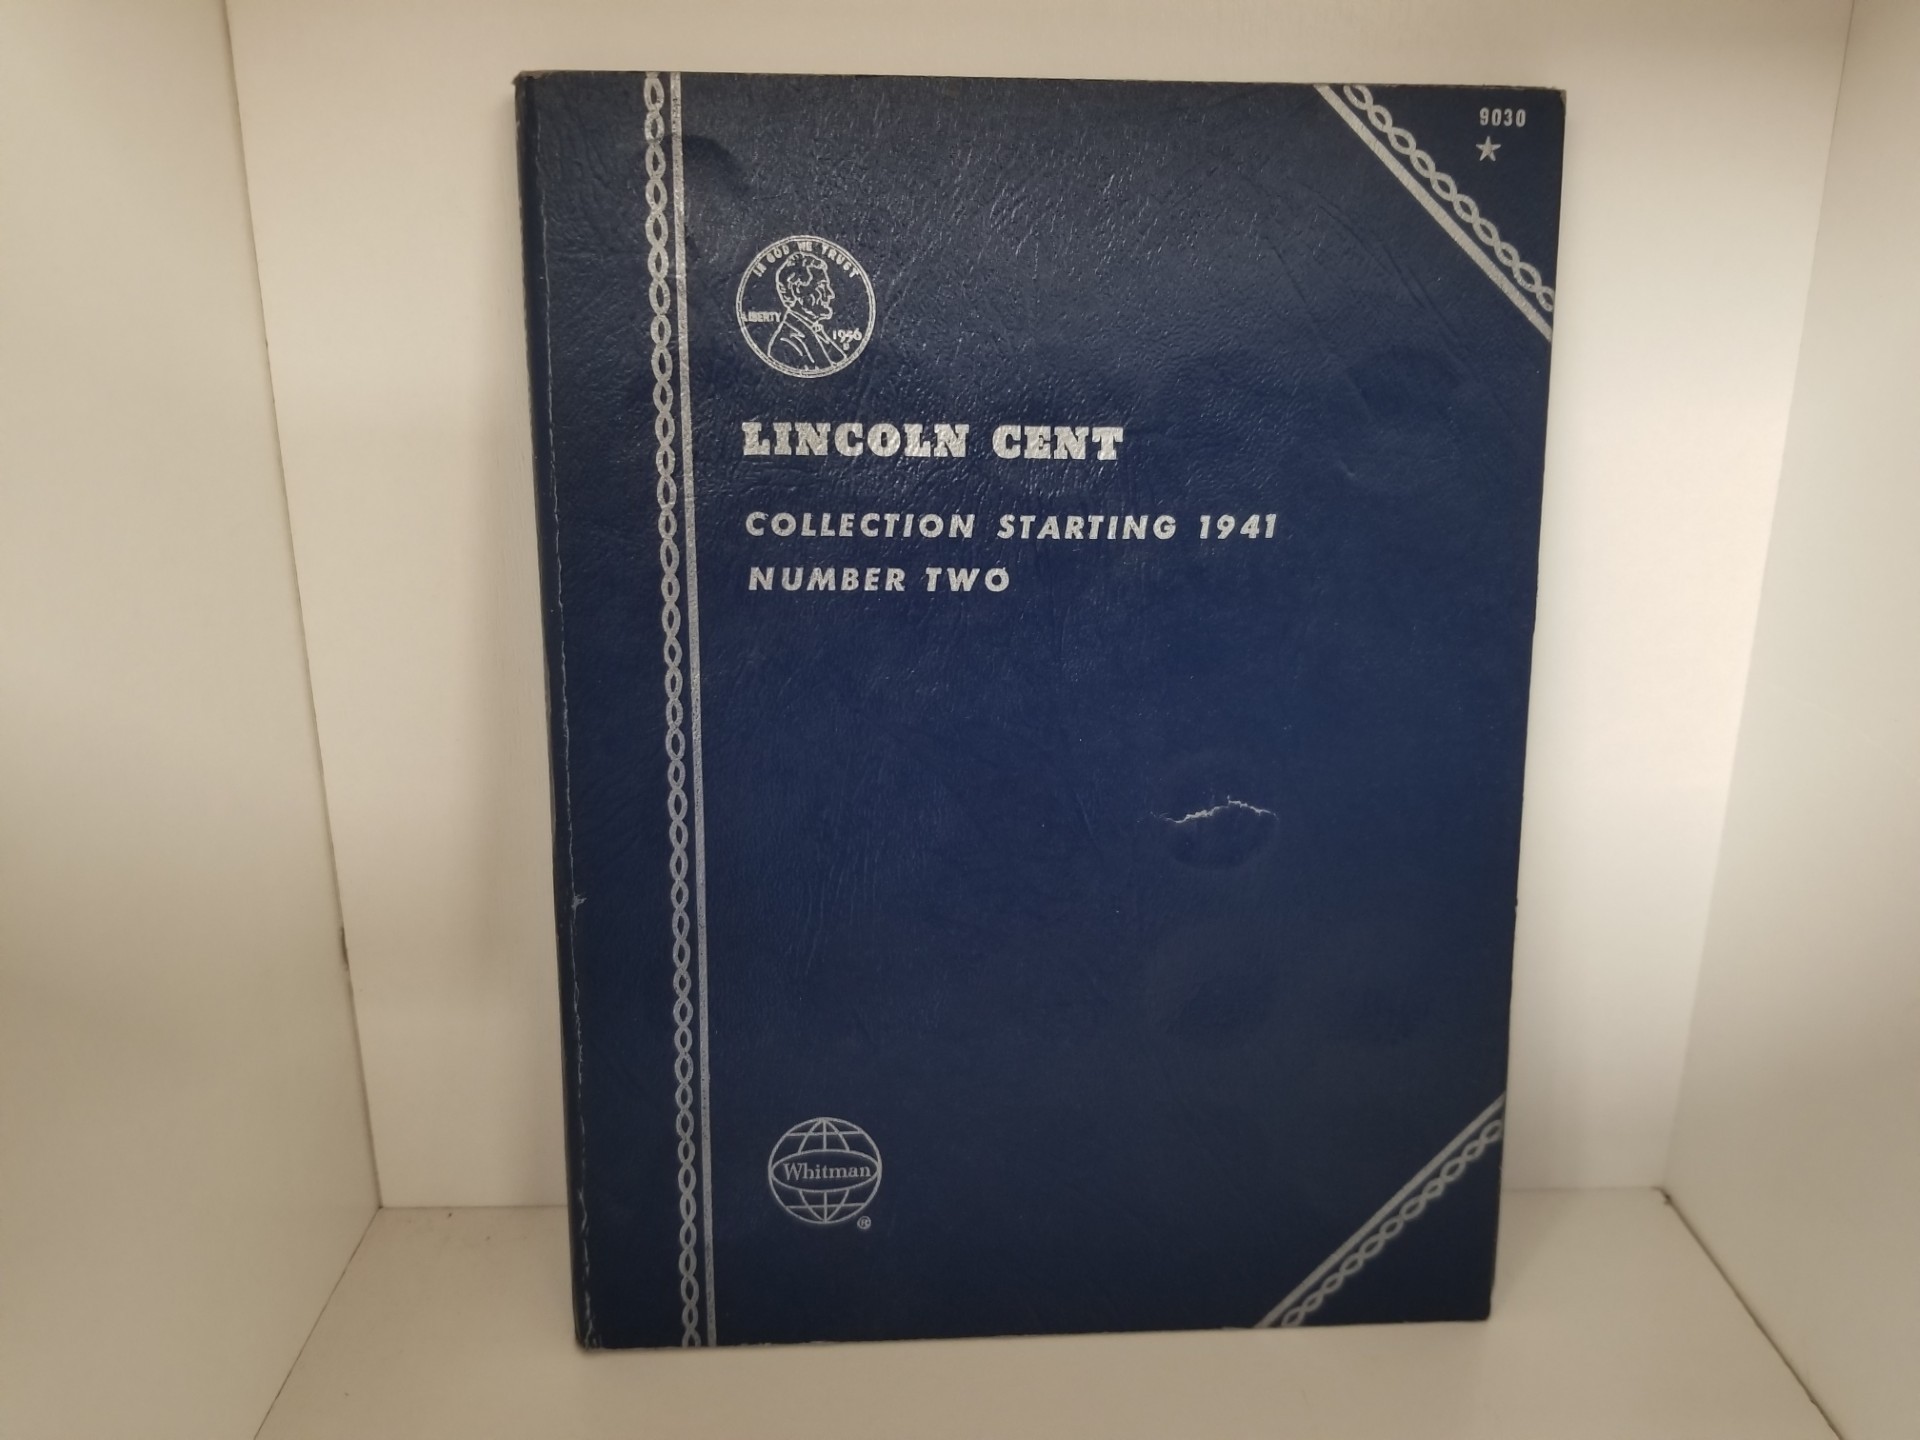 9030
IN GOD WE TRUST
LIBERTY
1956
D
LINCOLN CENT
COLLECTION STARTING 1941
NUMBER TWO
Whitman
®